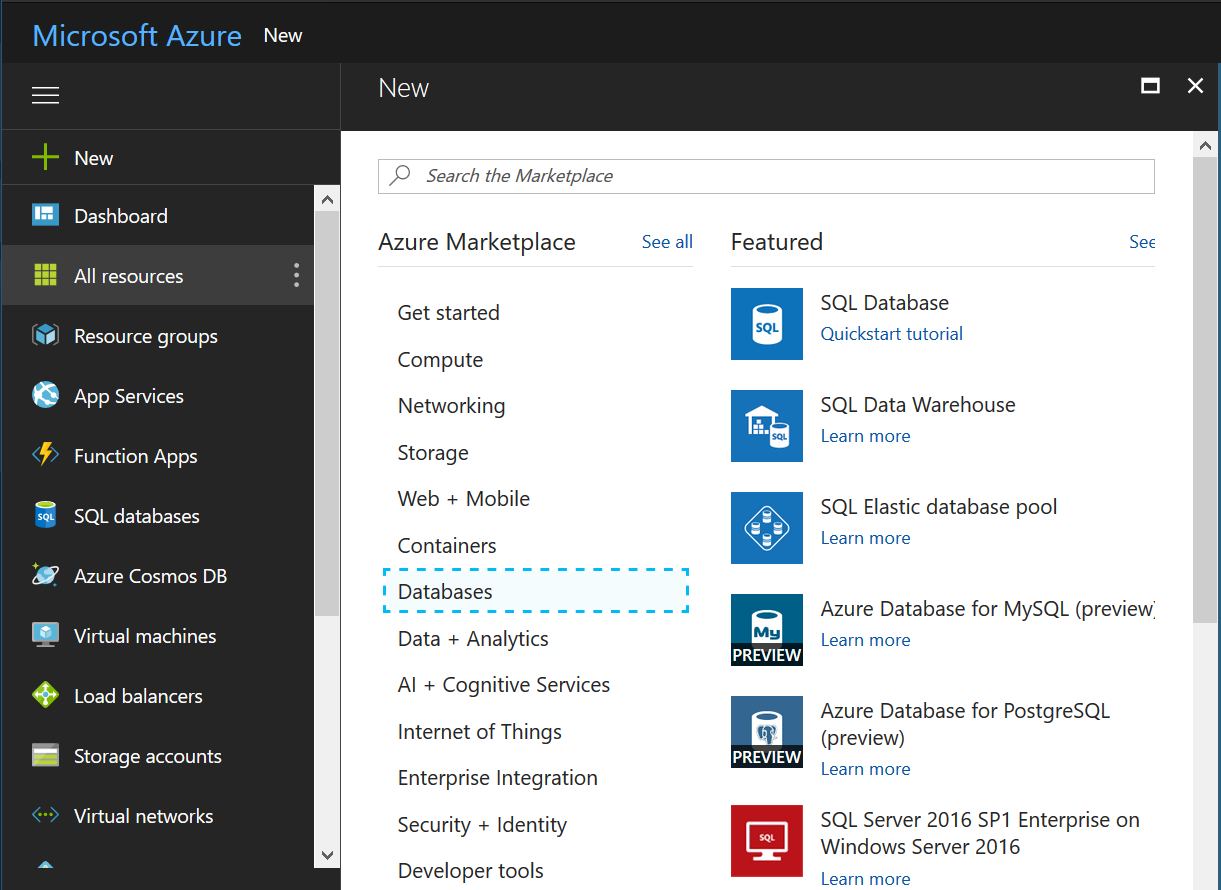 Microsoft Azure New
New
New
Dashboard
All resources
Resource groups
App Services
Function Apps
SQL databases
Azure Cosmos DB
Virtual machines
Load balancers
Storage accounts
Virtual networks
Search the Marketplace
Azure Marketplace See all
Get started
Compute
Networking
Storage
Web + Mobile
Containers
Databases
Data + Analytics
AI + Cognitive Services
Internet of Things
Enterprise Integration
Security + Identity
Developer tools
Featured See
SQL
SQL Database
Quickstart tutorial
SQL
SQL Data Warehouse
Learn more
SQL Elastic database pool
Learn more
My
PREVIEW
Azure Database for MySQL (preview)
Learn more
PREVIEW
Azure Database for PostgreSQL
(preview)
Learn more
SQL
SQL Server 2016 SP1 Enterprise on
Windows Server 2016
Learn more